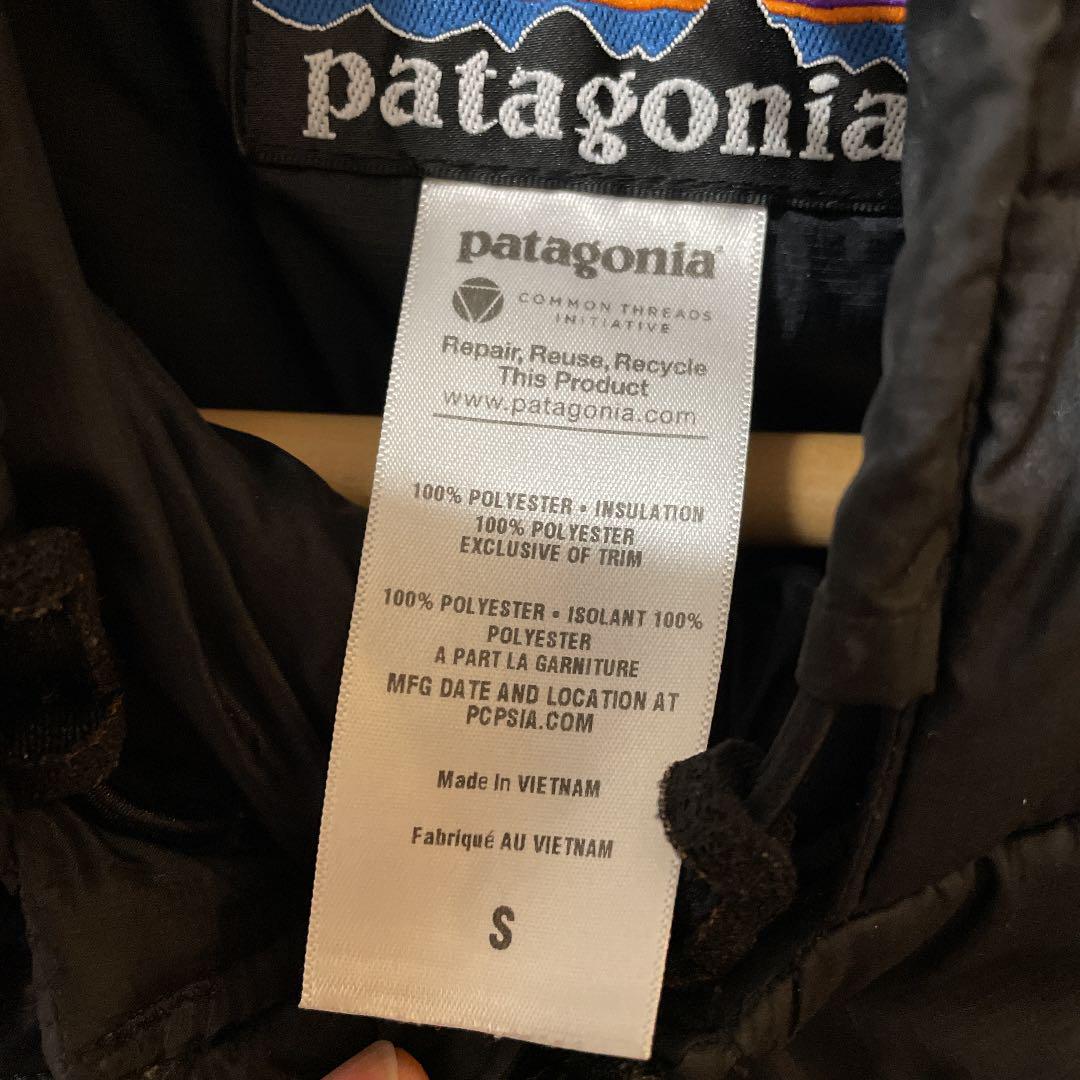 patagonia
patagonia
COMMON THREADS
INITIATIVE
Repair, Reuse, Recycle
This Product
www.patagonia.com
100% POLYESTER • INSULATION
100% POLYESTER
EXCLUSIVE OF TRIM
100% POLYESTER • ISOLANT 100%
POLYESTER
A PART LA GARNITURE
MFG DATE AND LOCATION AT
PCPSIA.COM
Made In VIETNAM
Fabriqué AU VIETNAM
S